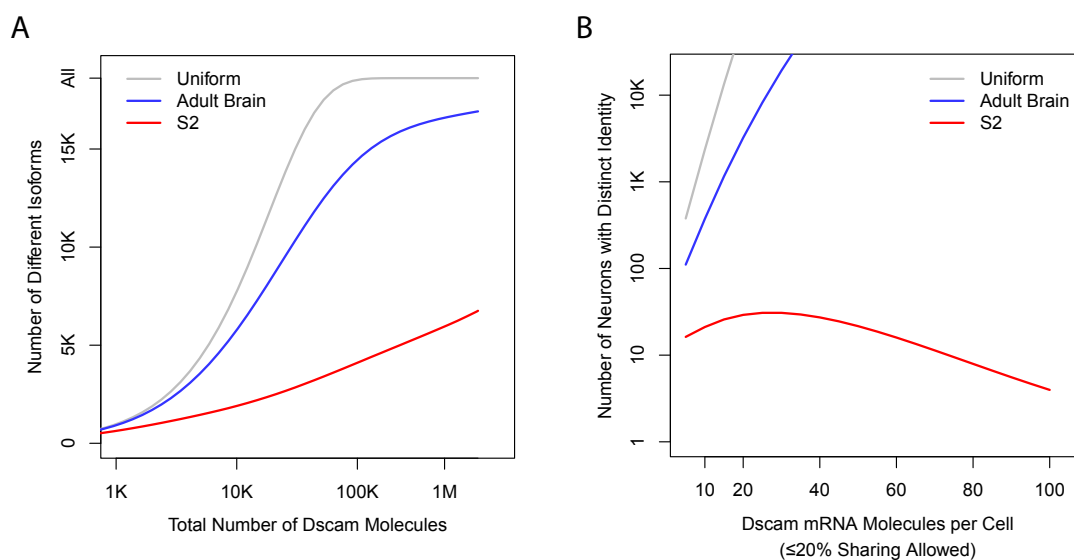 A
All
15K
10K
5K
0
Number of Different Isoforms
Uniform
Adult Brain
S2
1K
10K
100K
1M
Total Number of Dscam Molecules
B
10K
1K
100
10
1
Number of Neurons with Distinct Identity
Uniform
Adult Brain
S2
10
20
40
60
80
100
Dscam mRNA Molecules per Cell
(≤20% Sharing Allowed)